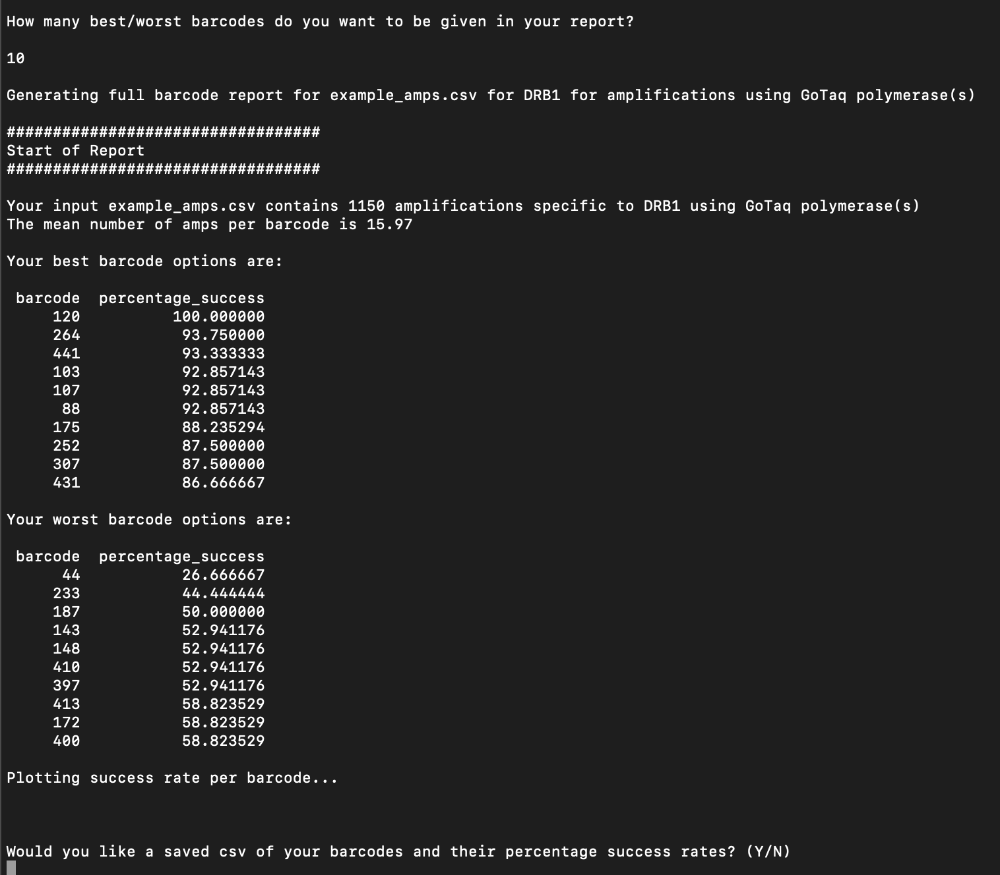 How many best/worst barcodes do you want to be given in your report?
10
Generating full barcode report for example_amps.csv for DRB1 for amplifications using GoTaq polymerase(s)
##################################
Start of Report
##################################
Your input example_amps.csv contains 1150 amplifications specific to DRB1 using GoTaq polymerase(s)
The mean number of amps per barcode is 15.97
Your best barcode options are:
barcode  percentage_success
120  100.000000
264  93.750000
441  93.333333
103  92.857143
107  92.857143
88  92.857143
175  88.235294
252  87.500000
307  87.500000
431  86.666667
Your worst barcode options are:
barcode  percentage_success
44  26.666667
233  44.444444
187  50.000000
143  52.941176
148  52.941176
410  52.941176
397  52.941176
413  58.823529
172  58.823529
400  58.823529
Plotting success rate per barcode...
Would you like a saved csv of your barcodes and their percentage success rates? (Y/N)